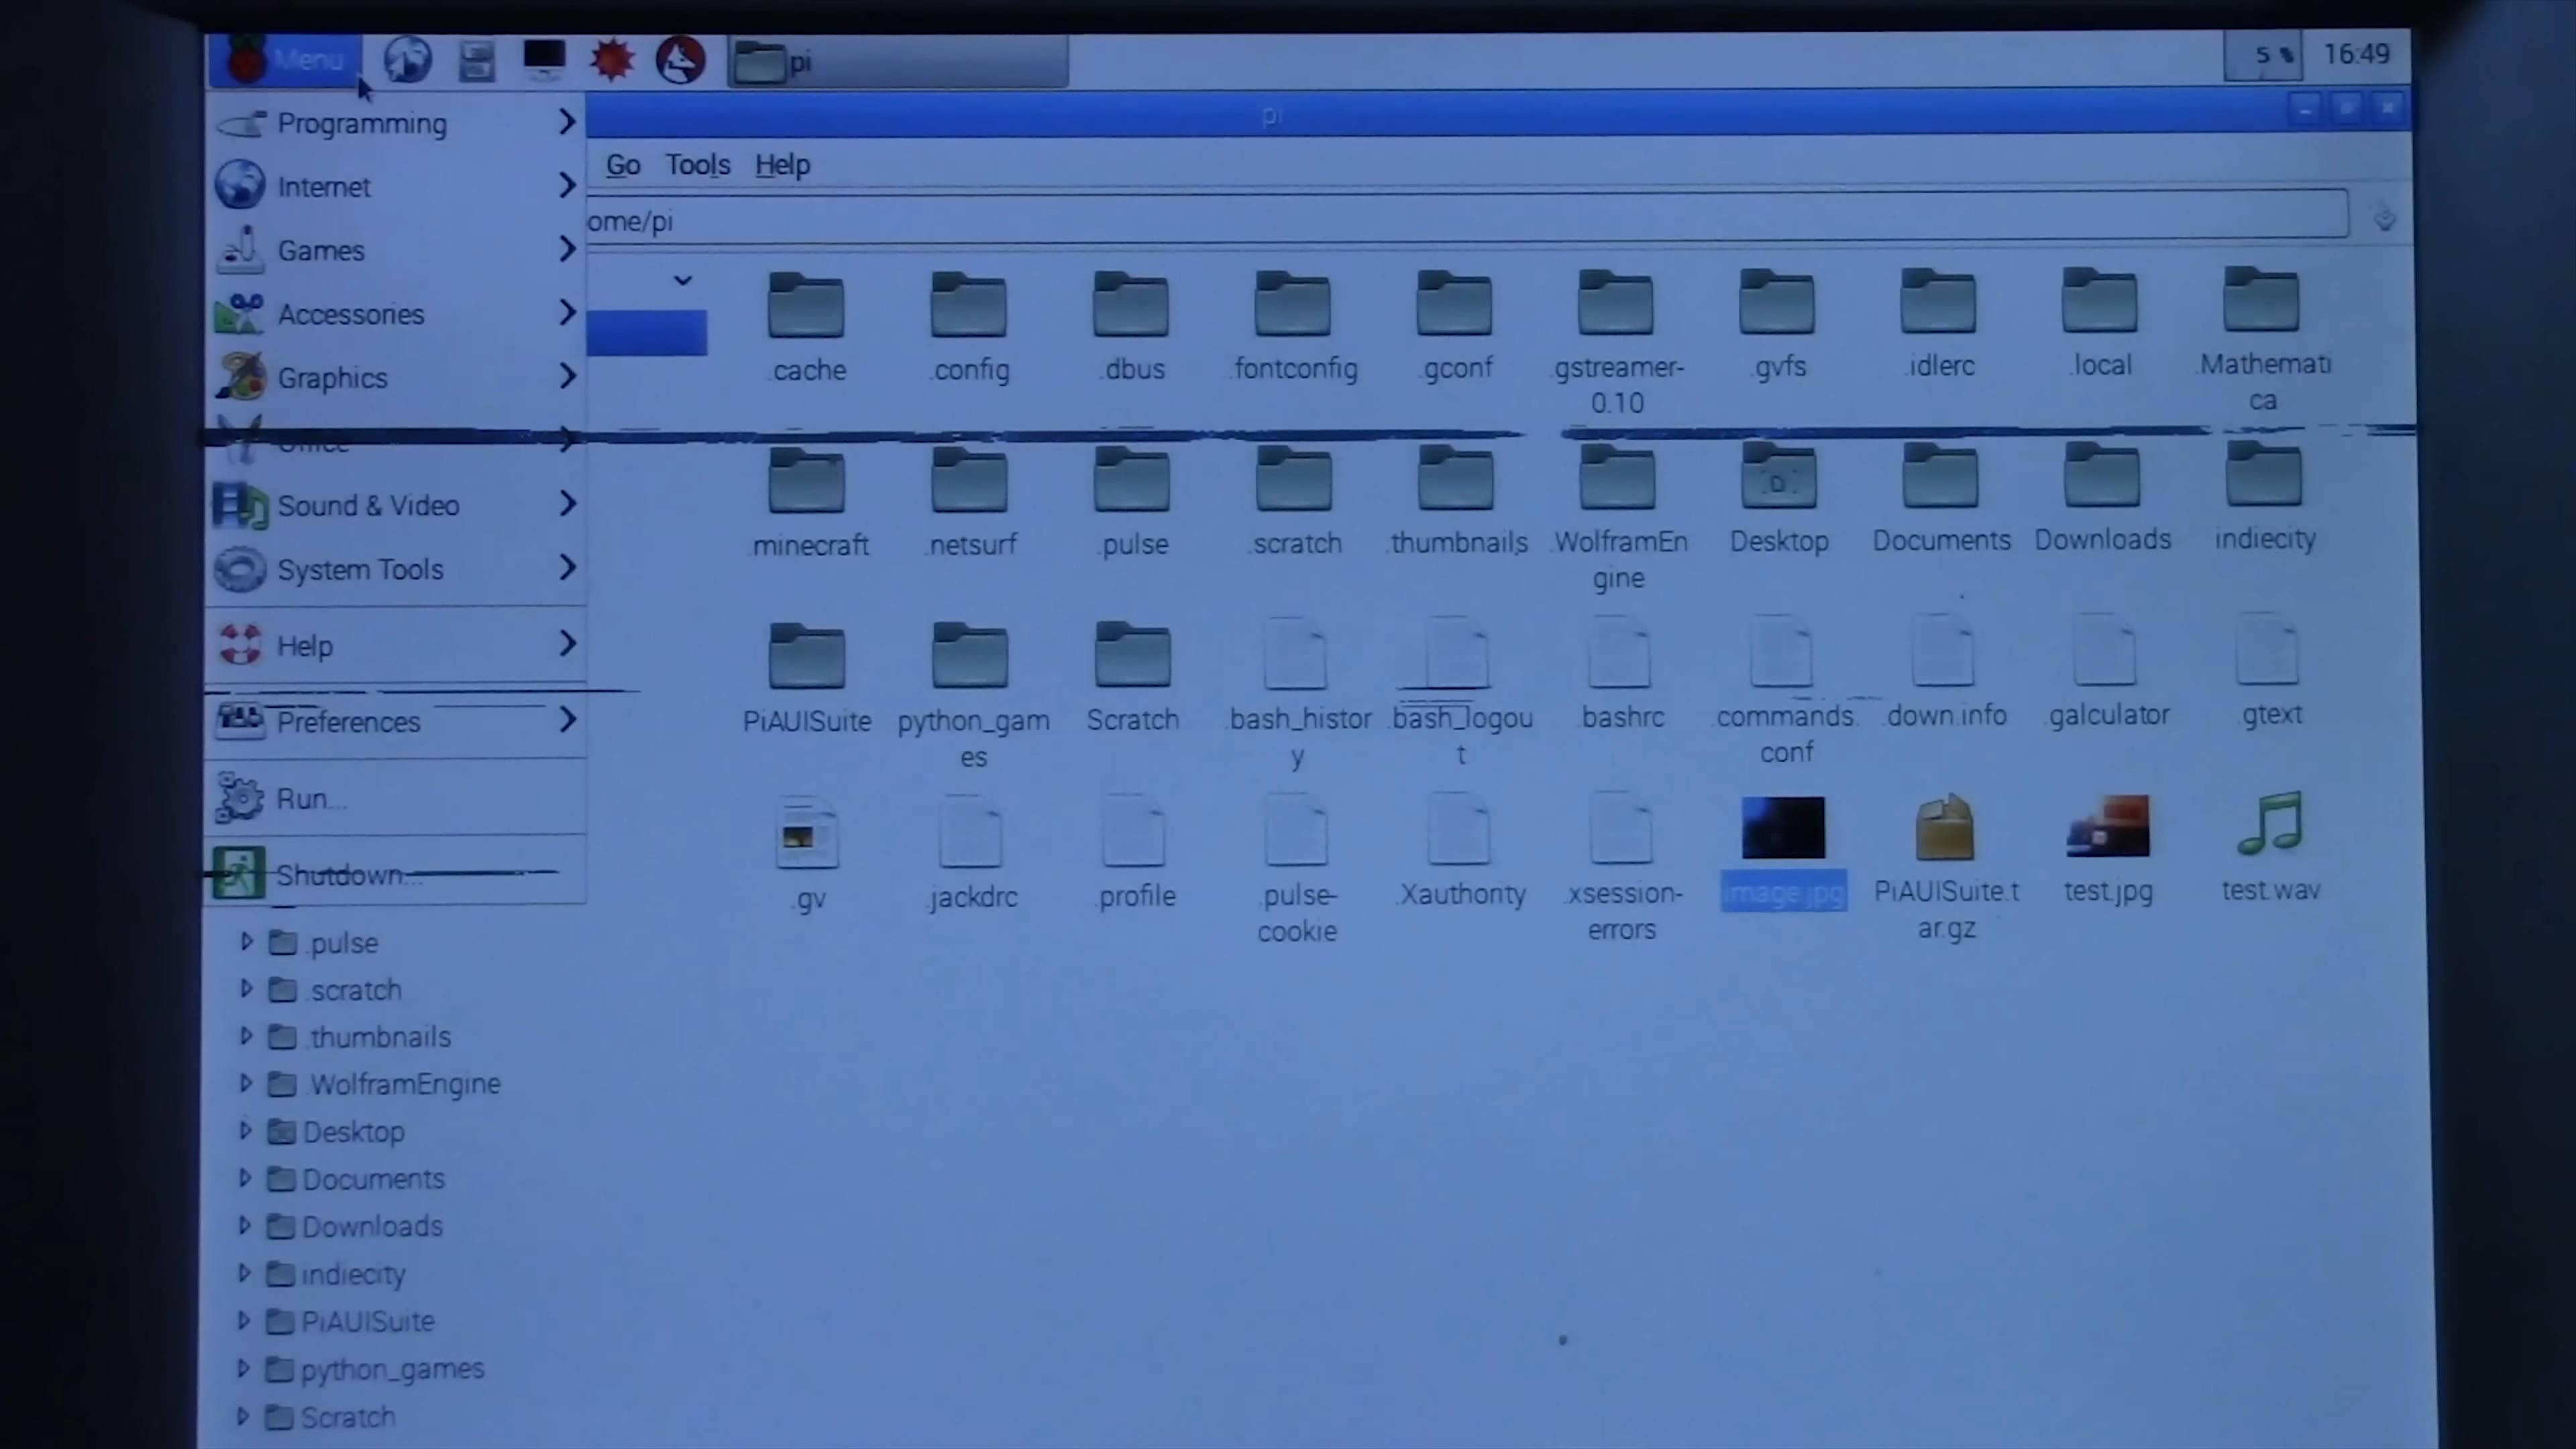 Menu
pi
5 %
16:49
pi
Programming
Internet
Games
Accessories
Graphics
Office
Sound & Video
System Tools
Help
Preferences
Run...
Shutdown...
Go Tools Help
ome/pi
.cache .config .dbus .fontconfig .gconf .gstreamer- .gvfs .idlerc .local .Mathemati
0.10 ca
.minecraft .netsurf .pulse .scratch .thumbnails .WolframEn Desktop Documents Downloads indiecity
gine
PiAUISuite python_gam Scratch .bash_histor .bash_logou .bashrc .commands. .down.info .galculator .gtext
es y t conf
.gv .jackdrc .profile .pulse- .Xauthority .xsession- image.jpg PiAUISuite.t test.jpg test.wav
cookie errors ar.gz
.pulse
.scratch
.thumbnails
.WolframEngine
Desktop
Documents
Downloads
indiecity
PiAUISuite
python_games
Scratch